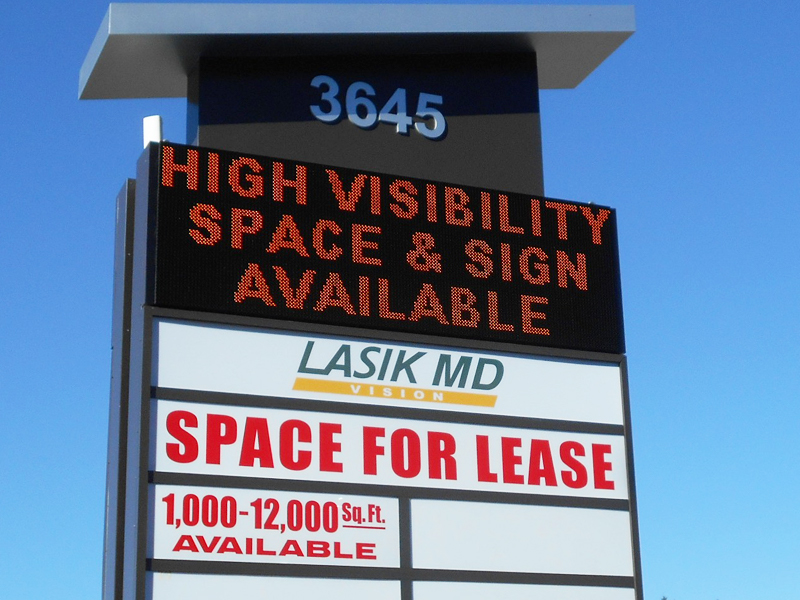 3645
HIGH VISIBILITY
SPACE & SIGN
AVAILABLE
LASIK MD
VISION
SPACE FOR LEASE
1,000-12,000 Sq. Ft.
AVAILABLE